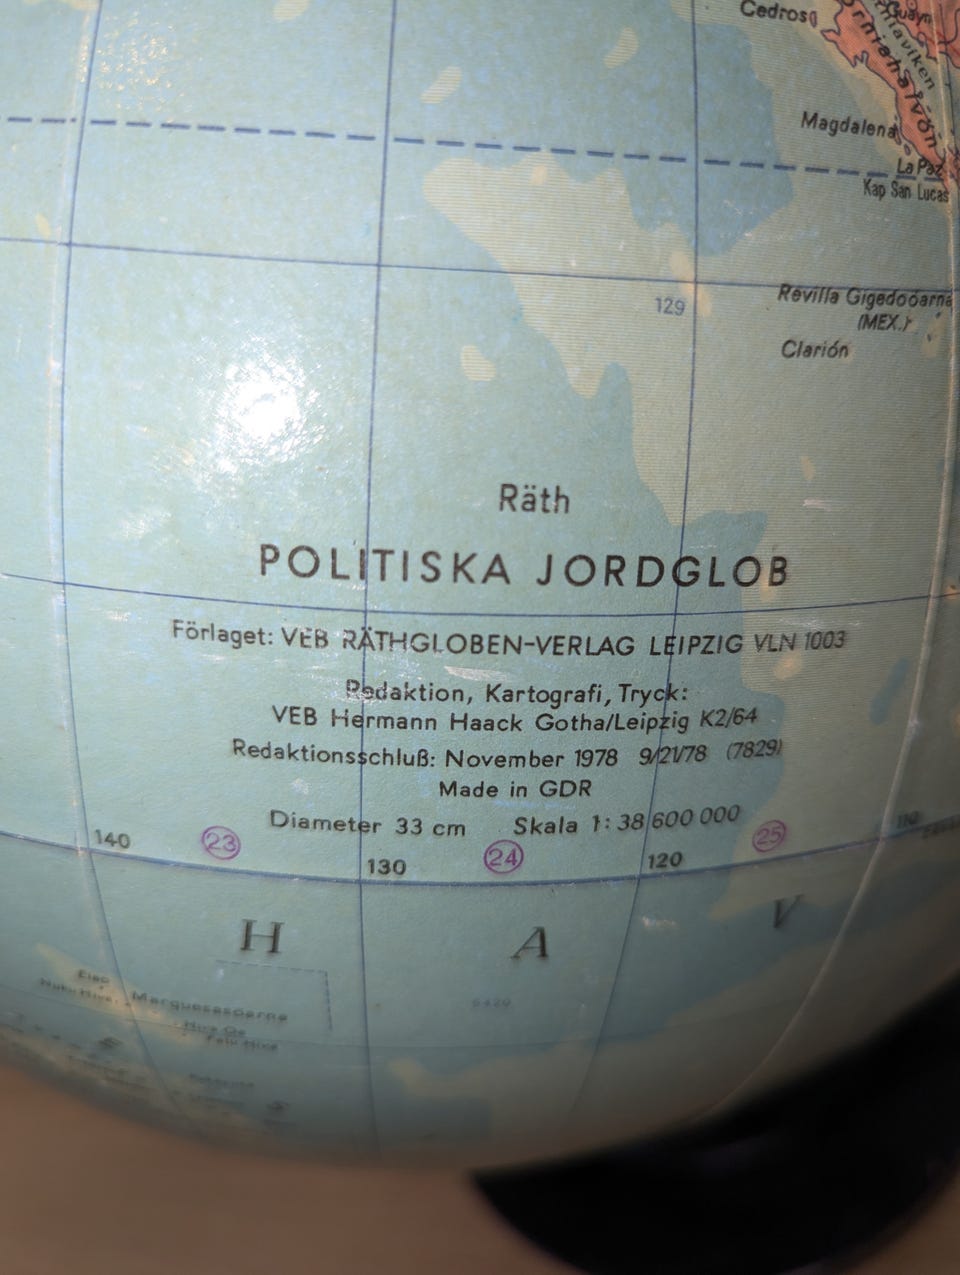 Cedros
Magdalena
La Paz
Kap San Lucas
129
Revilla Gigedoöarna
(MEX.)
Clarión
Räth
POLITISKA JORDGLOB
Förlaget: VEB RÄTHGLOBEN-VERLAG LEIPZIG VLN 1003
Redaktion, Kartografi, Tryck:
VEB Hermann Haack Gotha/Leipzig K2/64
Redaktionsschluß: November 1978 9/21/78 (7829)
Made in GDR
Diameter 33 cm Skala 1:38 600 000
140 23 130 24 120 25 110
H A V
Marquesasöarna